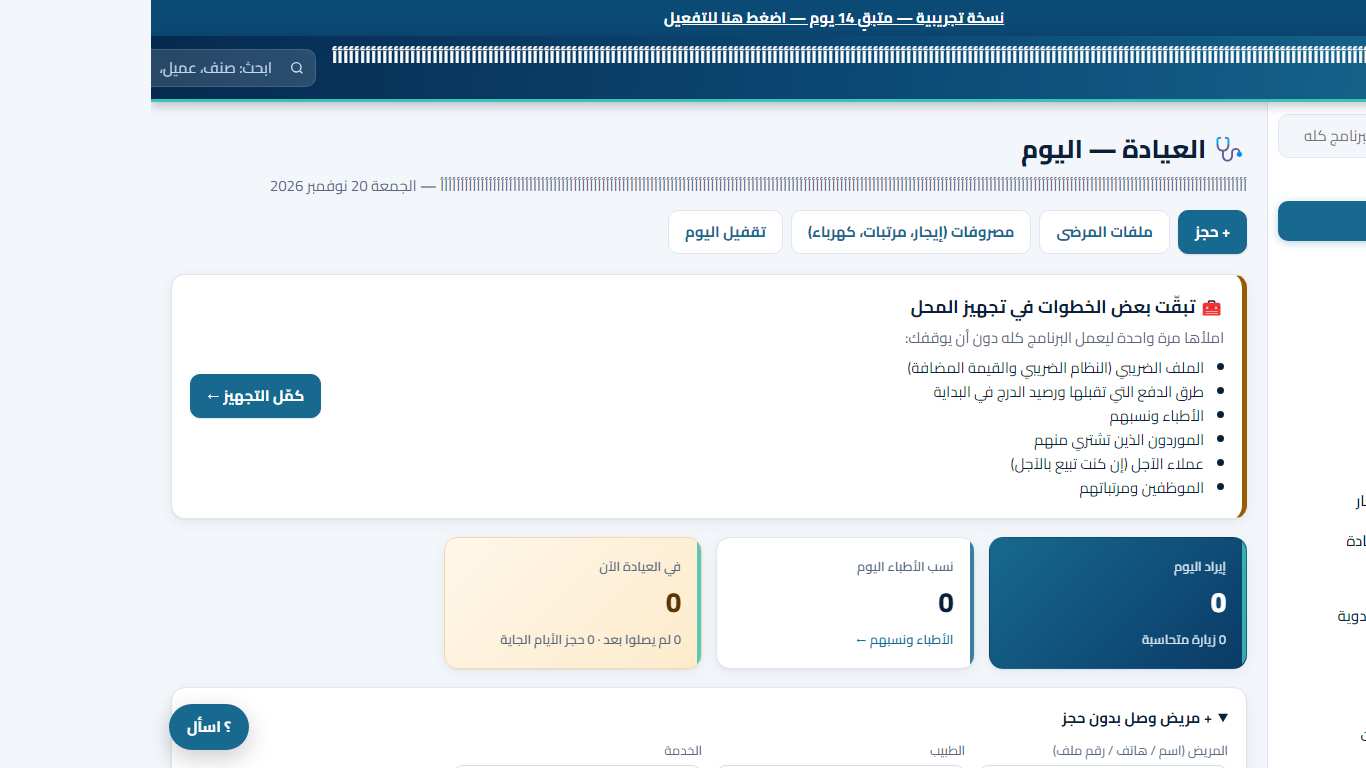 نسخة تجريبية — متبقٍ 14 يوم — اضغط هنا للتفعيل
ابحث: صنف، عميل،
العيادة — اليوم
— الجمعة 20 نوفمبر 2026
+ حجز
ملفات المرضى
مصروفات (إيجار، مرتبات، كهرباء)
تقفيل اليوم
🧰 تبقّت بعض الخطوات في تجهيز المحل
املأها مرة واحدة ليعمل البرنامج كله دون أن يوقفك:
الملف الضريبي (النظام الضريبي والقيمة المضافة)
طرق الدفع التي تقبلها ورصيد الدرج في البداية
الأطباء ونسبهم
الموردون الذين تشتري منهم
عملاء الآجل (إن كنت تبيع بالآجل)
الموظفين ومرتباتهم
كمّل التجهيز ←
إيراد اليوم
0
0 زيارة متحاسبة
نسب الأطباء اليوم
0
الأطباء ونسبهم ←
في العيادة الآن
0
0 لم يصلوا بعد · 0 حجز الأيام الجاية
+ مريض وصل بدون حجز
المريض (اسم / هاتف / رقم ملف)
الطبيب
الخدمة
؟ اسأل
كله